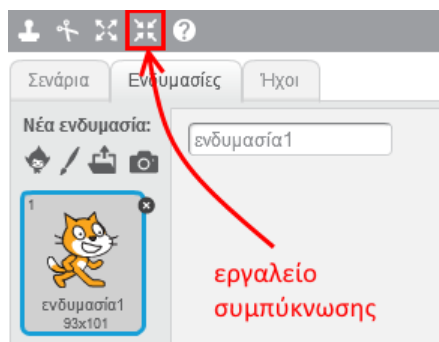 Σενάρια Ενδυμασίες Ήχοι
Νέα ενδυμασία:
ενδυμασία1
1
ενδυμασία1
93x101
εργαλείο
συμπύκνωσης